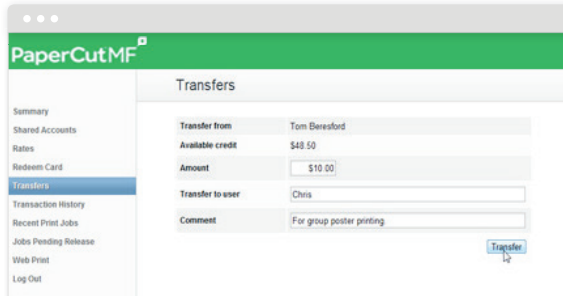 PaperCutMF
Transfers
Summary
Shared Accounts
Rates
Redeem Card
Transfers
Transaction History
Recent Print Jobs
Jobs Pending Release
Web Print
Log Out
Transfer from Tom Beresford
Available credit $48.50
Amount $10.00
Transfer to user Chris
Comment For group poster printing.
Transfer